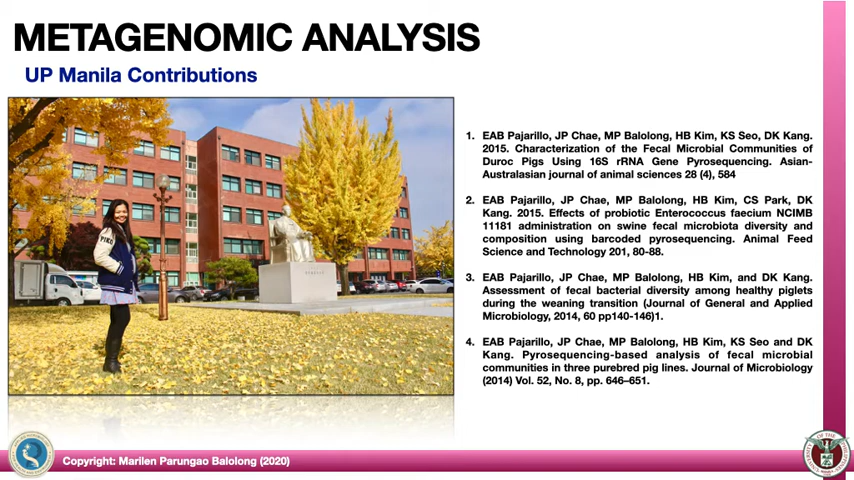 METAGENOMIC ANALYSIS
UP Manila Contributions
1. EAB Pajarillo, JP Chae, MP Balolong, HB Kim, KS Seo, DK Kang.
2015. Characterization of the Fecal Microbial Communities of
Duroc Pigs Using 16S rRNA Gene Pyrosequencing. Asian-
Australasian journal of animal sciences 28 (4), 584
2. EAB Pajarillo, JP Chae, MP Balolong, HB Kim, CS Park, DK
Kang. 2015. Effects of probiotic Enterococcus faecium NCIMB
11181 administration on swine fecal microbiota diversity and
composition using barcoded pyrosequencing. Animal Feed
Science and Technology 201, 80-88.
3. EAB Pajarillo, JP Chae, MP Balolong, HB Kim, and DK Kang.
Assessment of fecal bacterial diversity among healthy piglets
during the weaning transition (Journal of General and Applied
Microbiology, 2014, 60 pp140-146)1.
4. EAB Pajarillo, JP Chae, MP Balolong, HB Kim, KS Seo and DK
Kang. Pyrosequencing-based analysis of fecal microbial
communities in three purebred pig lines. Journal of Microbiology
(2014) Vol. 52, No. 8, pp. 646–651.
Copyright: Marilen Parungao Balolong (2020)